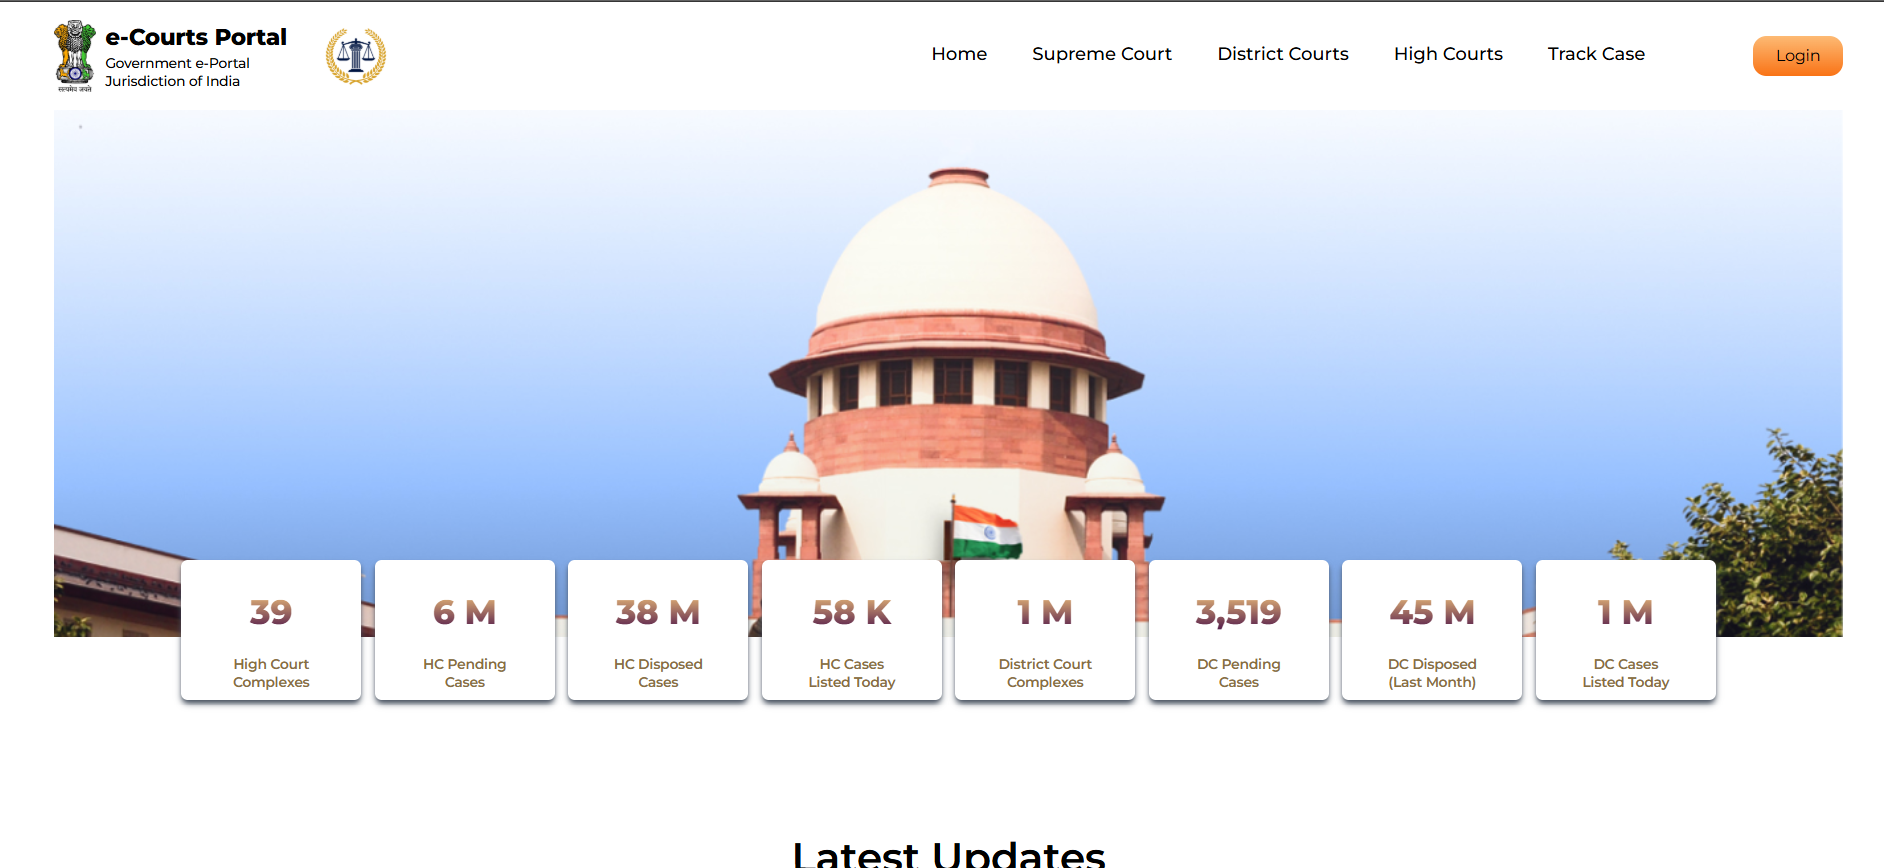 e-Courts Portal
Government e-Portal
Jurisdiction of India
सत्यमेव जयते
Home
Supreme Court
District Courts
High Courts
Track Case
Login
39
High Court
Complexes
6 M
HC Pending
Cases
38 M
HC Disposed
Cases
58 K
HC Cases
Listed Today
1 M
District Court
Complexes
3,519
DC Pending
Cases
45 M
DC Disposed
(Last Month)
1 M
DC Cases
Listed Today
Latest Updates